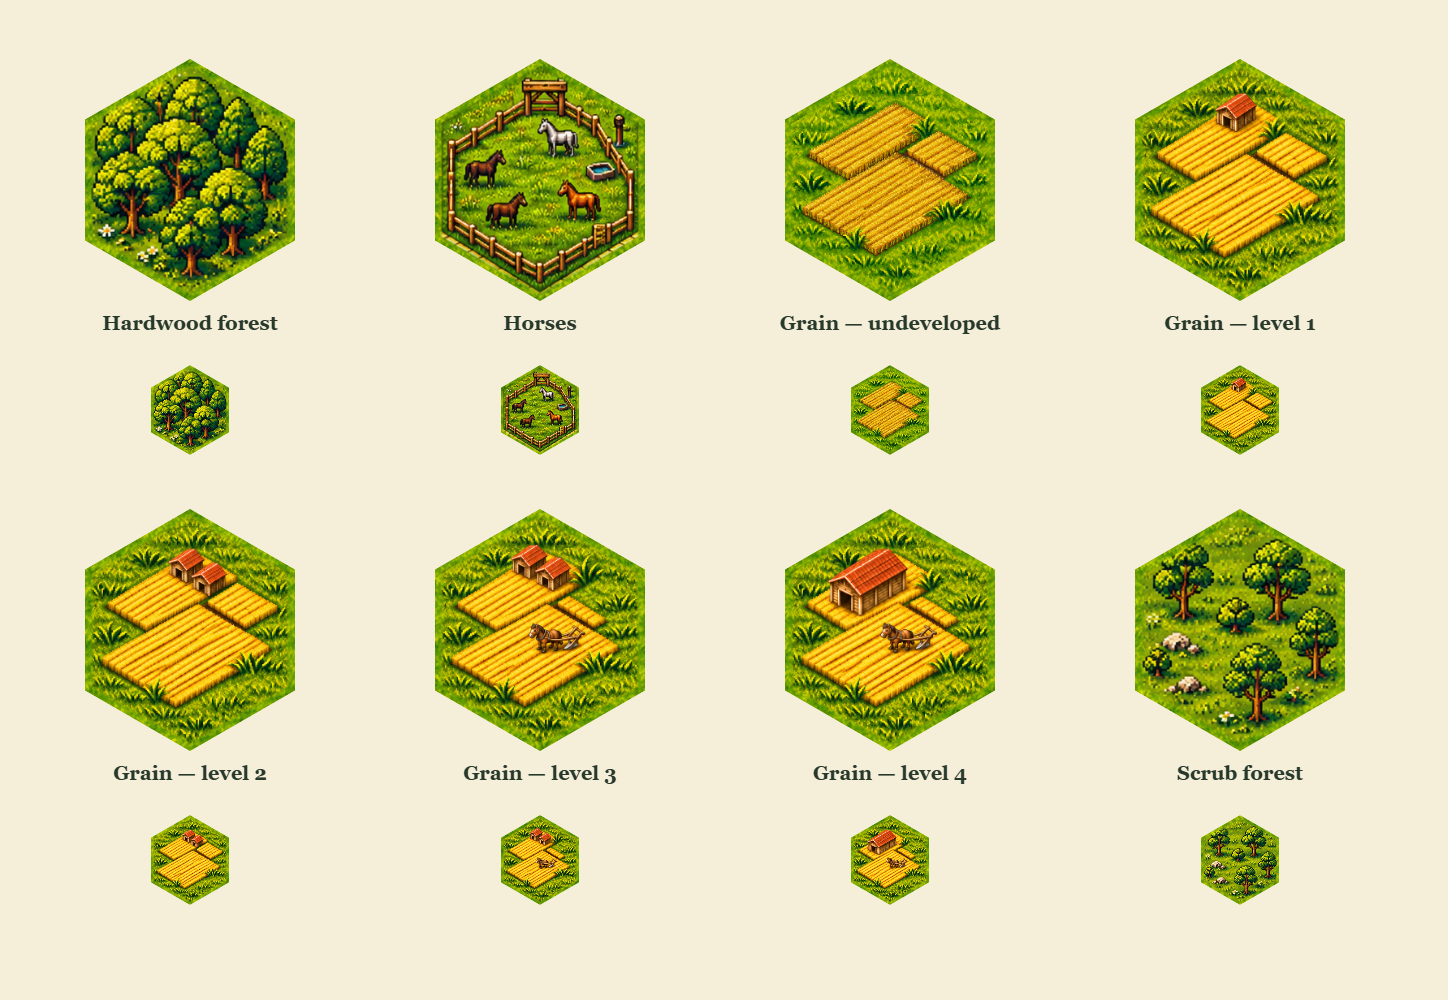 Hardwood forest
Horses
Grain — undeveloped
Grain — level 1
Grain — level 2
Grain — level 3
Grain — level 4
Scrub forest